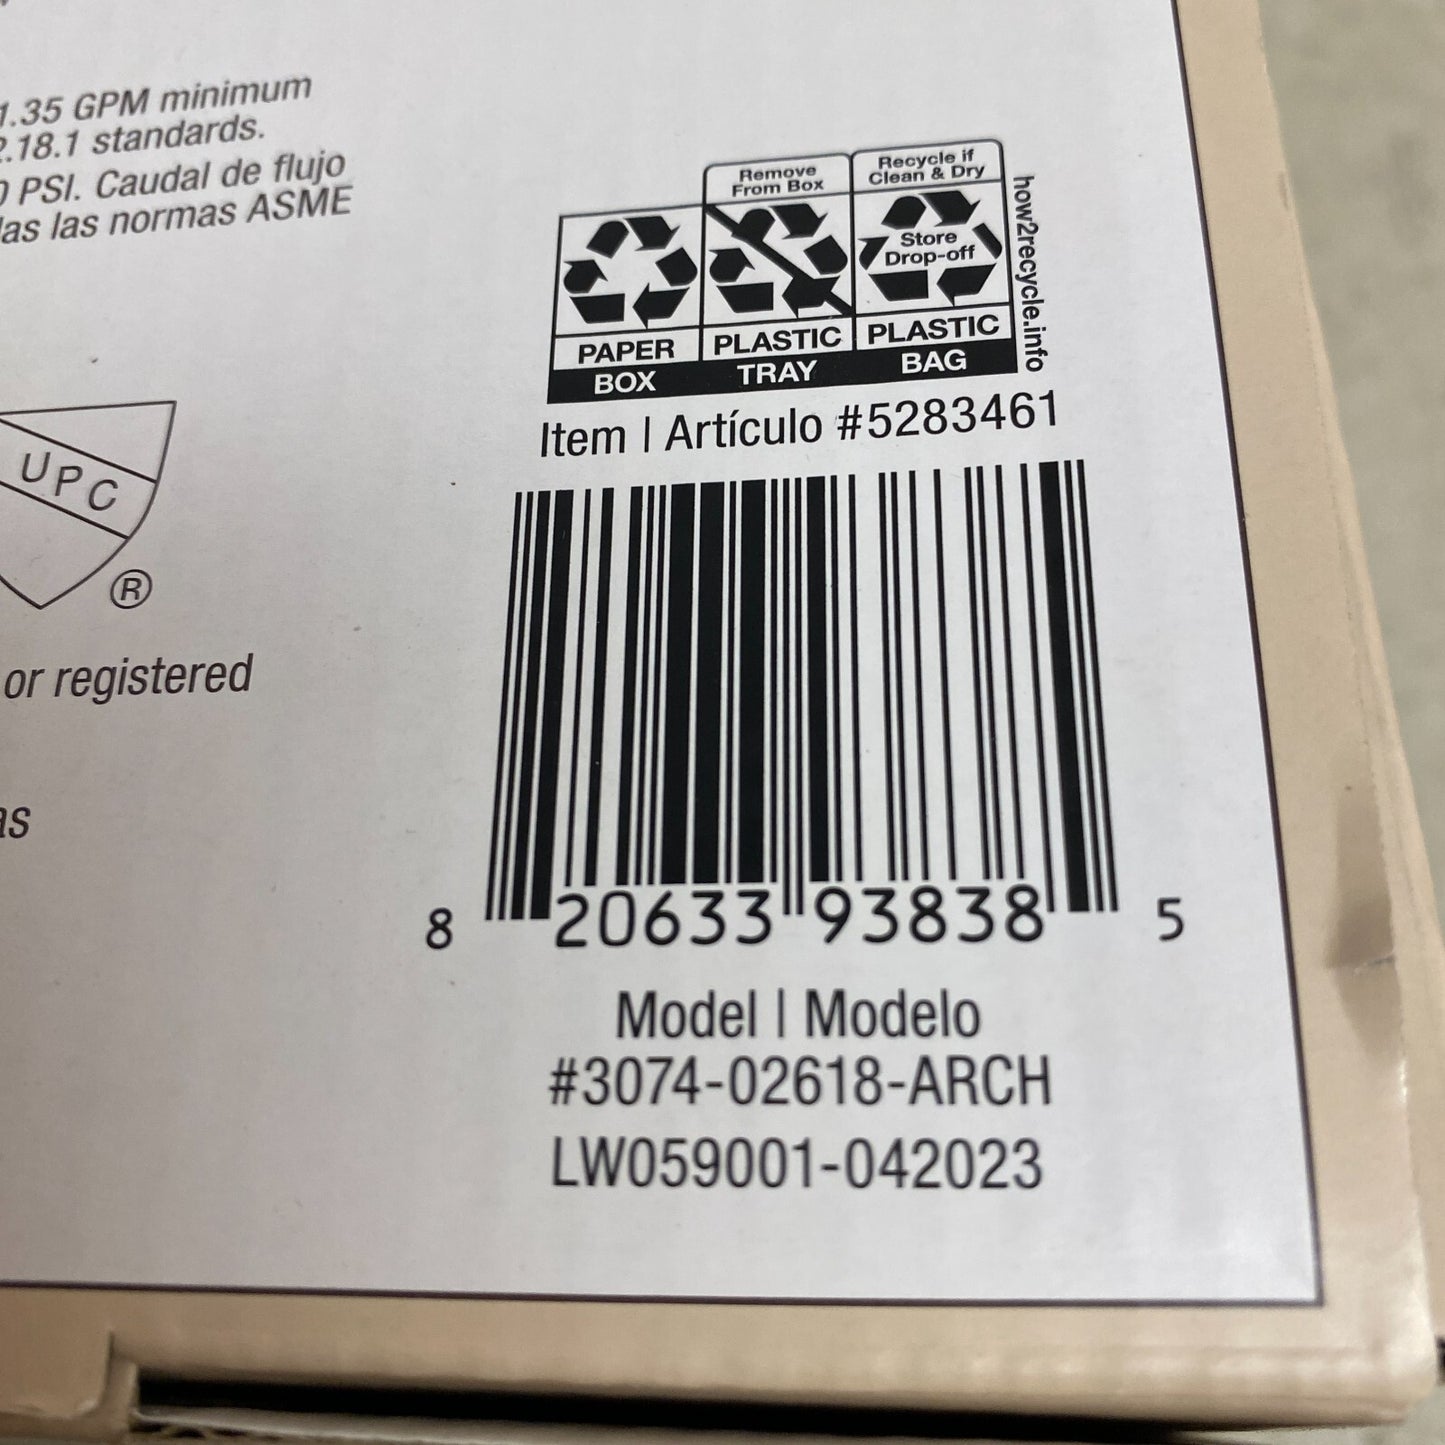 1.35 GPM minimum
2.18.1 standards.
0 PSI. Caudal de flujo
las las normas ASME
Remove
From Box
Recycle if
Clean & Dry
Store
Drop-off
PAPER
BOX
PLASTIC
TRAY
PLASTIC
BAG
how2recycle.info
Item | Artículo #5283461
UPC
®
or registered
as
8 20633 93838 5
Model | Modelo
#3074-02618-ARCH
LW059001-042023